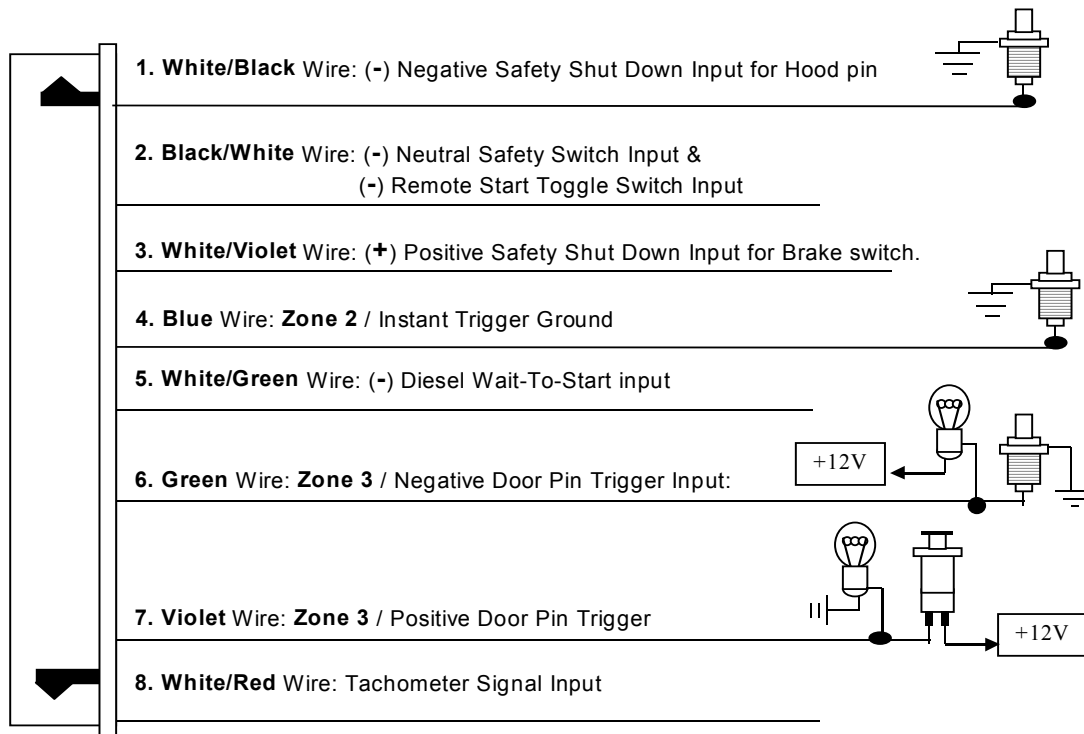 1. White/Black Wire: (-) Negative Safety Shut Down Input for Hood pin
2. Black/White Wire: (-) Neutral Safety Switch Input &
(-) Remote Start Toggle Switch Input
3. White/Violet Wire: (+) Positive Safety Shut Down Input for Brake switch.
4. Blue Wire: Zone 2 / Instant Trigger Ground
5. White/Green Wire: (-) Diesel Wait-To-Start input
+12V
6. Green Wire: Zone 3 / Negative Door Pin Trigger Input:
7. Violet Wire: Zone 3 / Positive Door Pin Trigger
+12V
8. White/Red Wire: Tachometer Signal Input